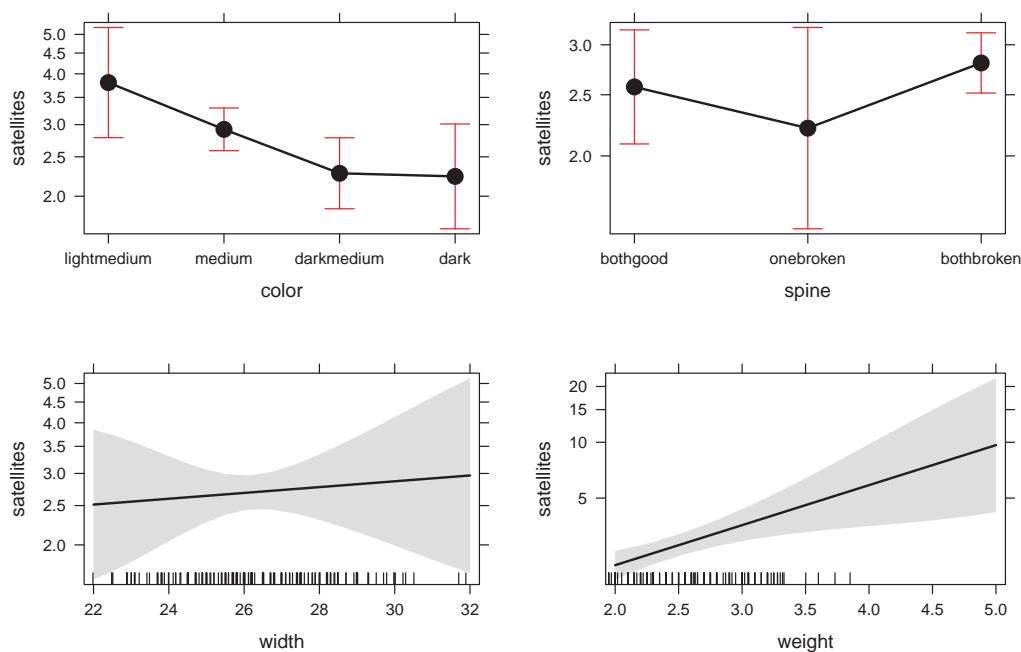 satellites
5.0
4.5
4.0
3.5
3.0
2.5
2.0
lightmedium medium darkmedium dark
color
satellites
3.0
2.5
2.0
bothgood onebroken bothbroken
spine
satellites
5.0
4.5
4.0
3.5
3.0
2.5
2.0
22 24 26 28 30 32
width
satellites
20
15
10
5
2.0 2.5 3.0 3.5 4.0 4.5 5.0
weight